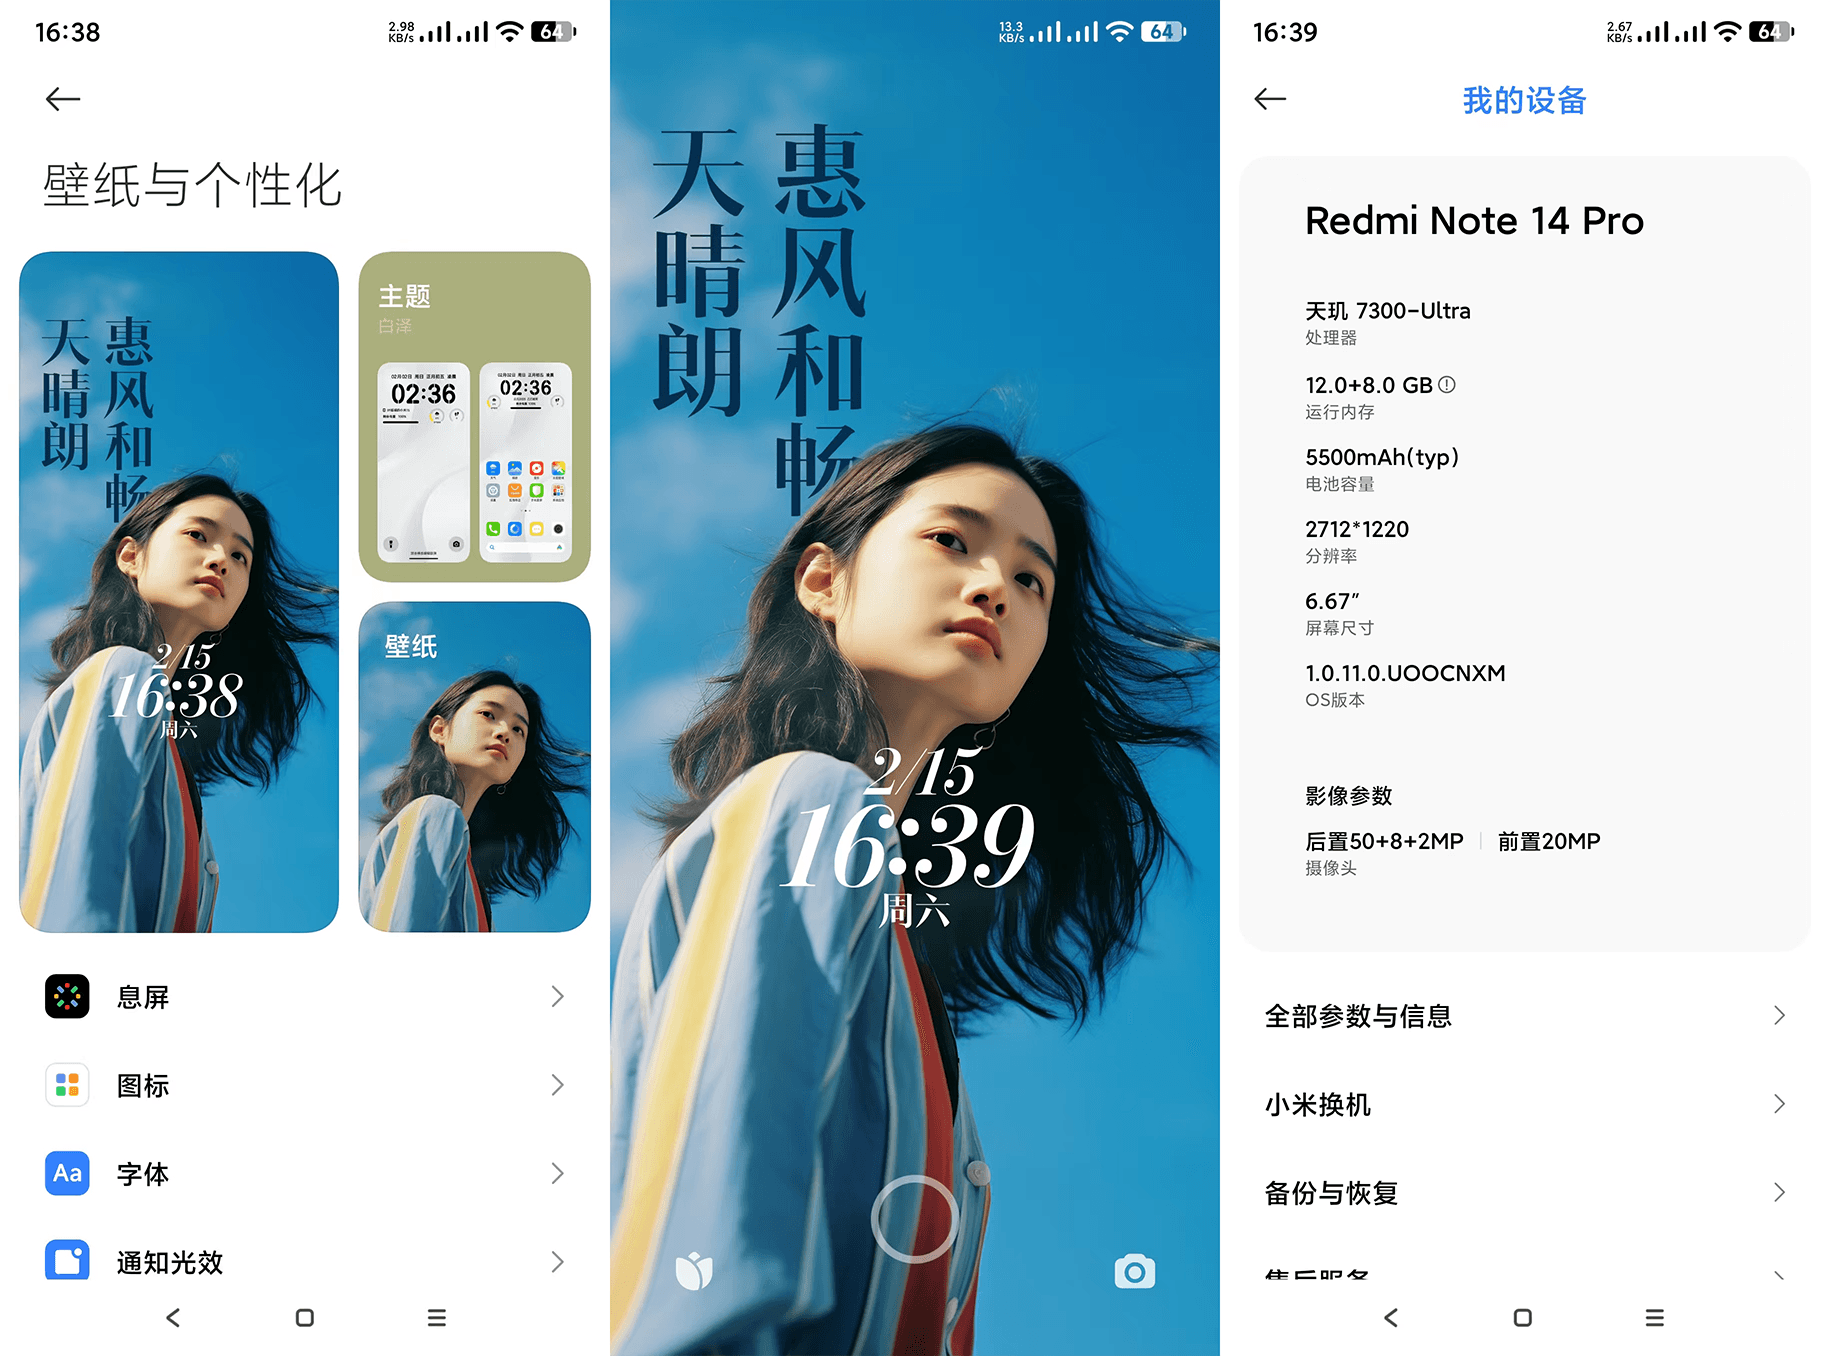 16:38
2.98
KB/s
64
壁纸与个性化
惠风和畅
天晴朗
2/15
16:38
周六
主题
白泽
02:36
02:36
壁纸
息屏
图标
Aa
字体
通知光效
13.3
KB/s
64
惠风和畅
天晴朗
2/15
16:39
周六
16:39
2.67
KB/s
64
我的设备
Redmi Note 14 Pro
天玑 7300-Ultra
处理器
12.0+8.0 GB
运行内存
5500mAh(typ)
电池容量
2712*1220
分辨率
6.67"
屏幕尺寸
1.0.11.0.UOOCNXM
OS版本
影像参数
后置50+8+2MP | 前置20MP
摄像头
全部参数与信息
小米换机
备份与恢复
售后服务